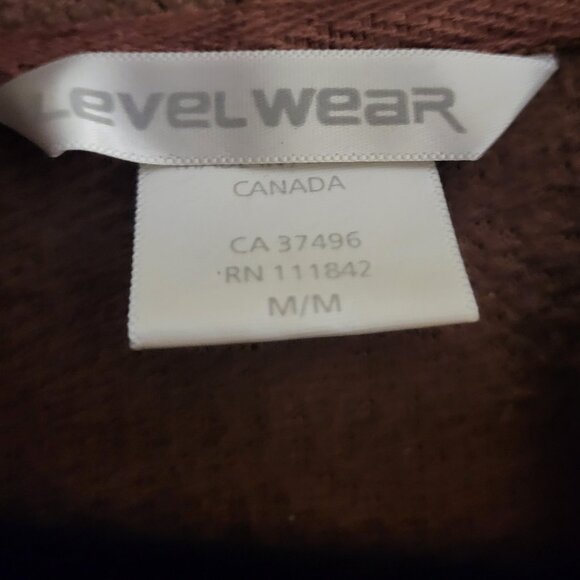 LEVELWEAR
CANADA
CA 37496
RN 111842
M/M